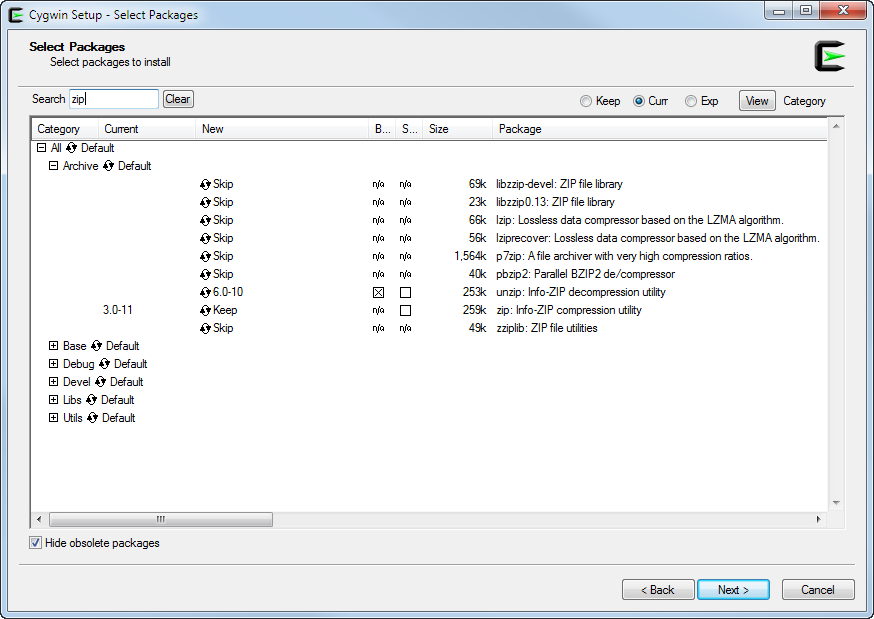 Cygwin Setup - Select Packages
Select Packages
Select packages to install
Search zip Clear Keep Curr Exp View Category
Category Current New B... S... Size Package
All Default
Archive Default
Skip n/a n/a 69k libzzip-devel: ZIP file library
Skip n/a n/a 23k libzzip0.13: ZIP file library
Skip n/a n/a 66k lzip: Lossless data compressor based on the LZMA algorithm.
Skip n/a n/a 56k lziprecover: Lossless data compressor based on the LZMA algorithm.
Skip n/a n/a 1,564k p7zip: A file archiver with very high compression ratios.
Skip n/a n/a 40k pbzip2: Parallel BZIP2 de/compressor
6.0-10 253k unzip: Info-ZIP decompression utility
3.0-11 Keep n/a 259k zip: Info-ZIP compression utility
Skip n/a n/a 49k zziplib: ZIP file utilities
Base Default
Debug Default
Devel Default
Libs Default
Utils Default
Hide obsolete packages
< Back Next > Cancel